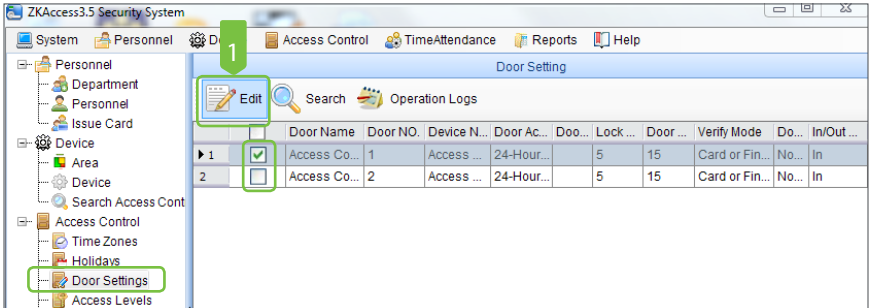 ZKAccess3.5 Security System
System Personnel D Access Control TimeAttendance Reports Help
1
Personnel
Department
Personnel
Issue Card
Device
Area
Device
Search Access Cont
Access Control
Time Zones
Holidays
Door Settings
Access Levels
Door Setting
Edit Search Operation Logs
Door Name Door NO. Device N... Door Ac... Doo... Lock ... Door ... Verify Mode Do... In/Out ...
1 Access Co... 1 Access ... 24-Hour... 5 15 Card or Fin... No... In
2 Access Co... 2 Access ... 24-Hour... 5 15 Card or Fin... No... In